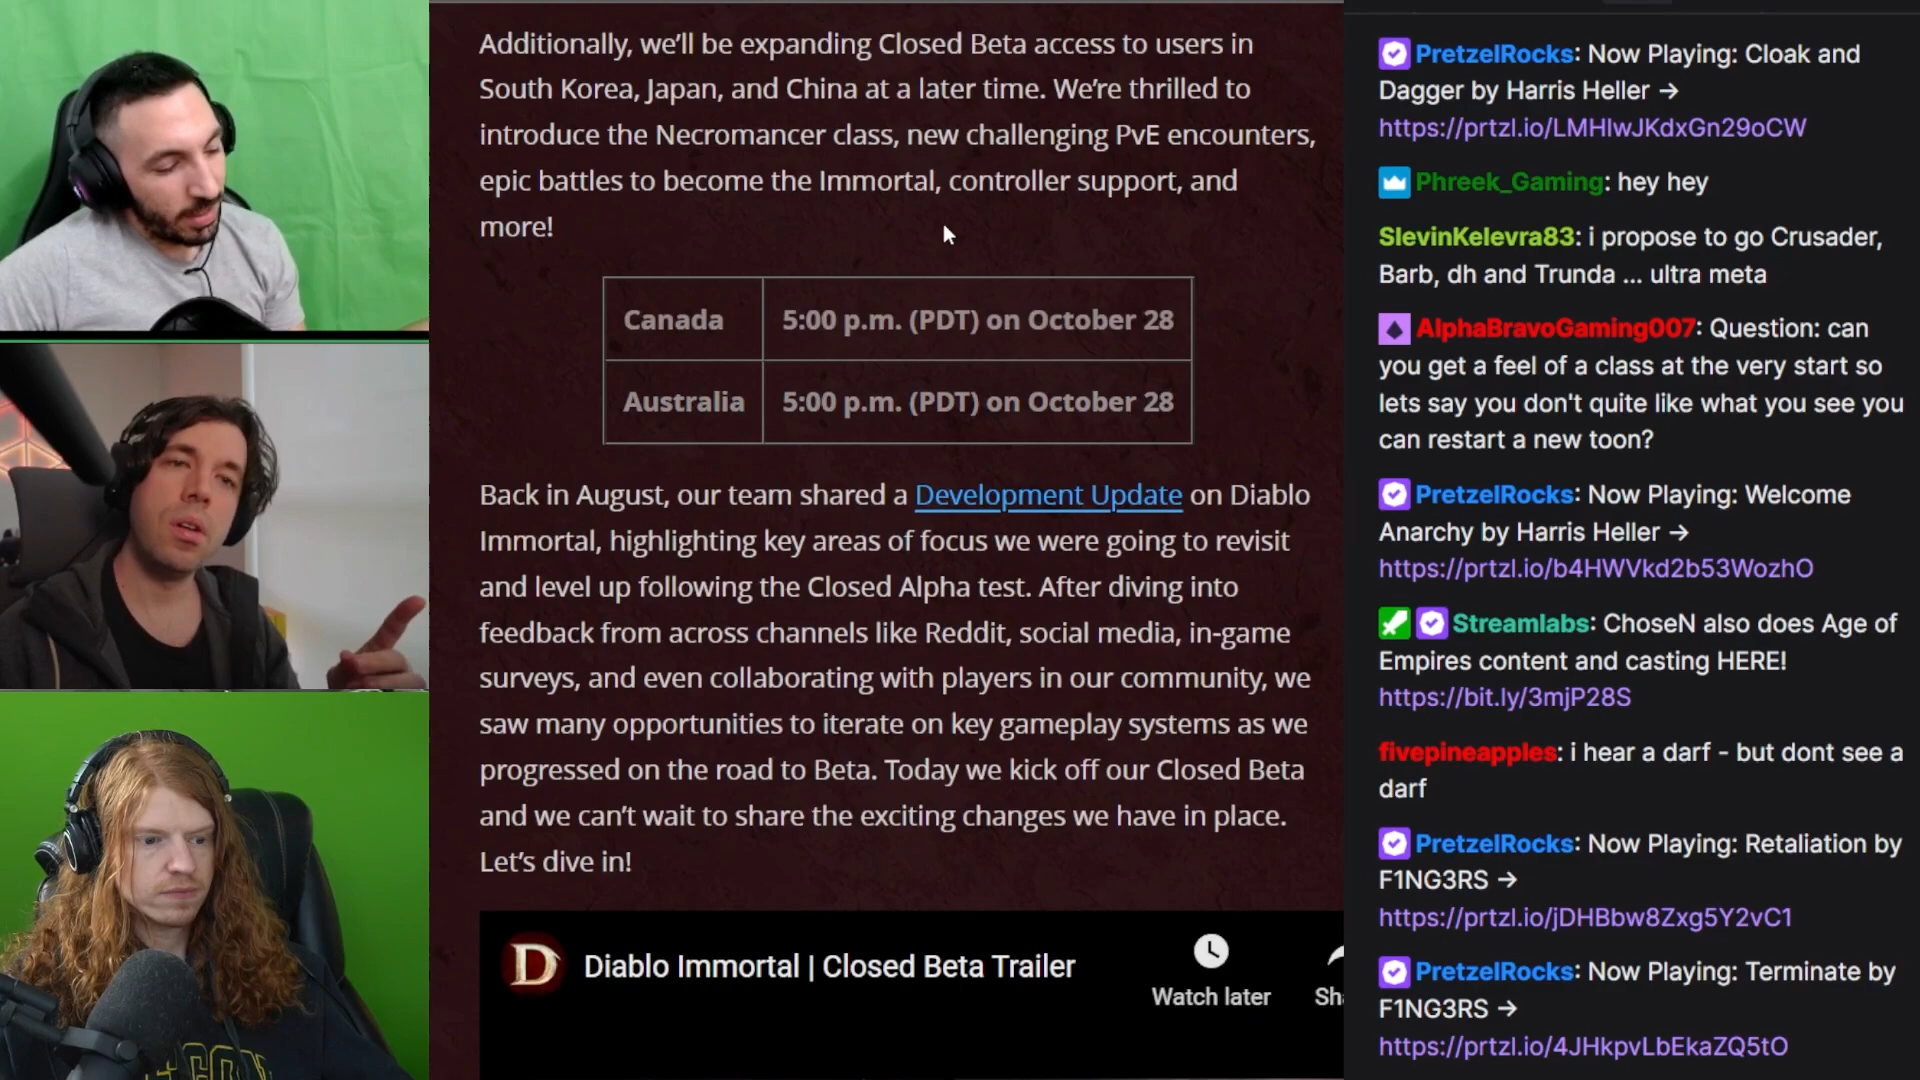 Additionally, we’ll be expanding Closed Beta access to users in
South Korea, Japan, and China at a later time. We’re thrilled to
introduce the Necromancer class, new challenging PvE encounters,
epic battles to become the Immortal, controller support, and
more!
Canada 5:00 p.m. (PDT) on October 28
Australia 5:00 p.m. (PDT) on October 28
Back in August, our team shared a Development Update on Diablo
Immortal, highlighting key areas of focus we were going to revisit
and level up following the Closed Alpha test. After diving into
feedback from across channels like Reddit, social media, in-game
surveys, and even collaborating with players in our community, we
saw many opportunities to iterate on key gameplay systems as we
progressed on the road to Beta. Today we kick off our Closed Beta
and we can’t wait to share the exciting changes we have in place.
Let’s dive in!
Diablo Immortal | Closed Beta Trailer
Watch later
Sh
PretzelRocks: Now Playing: Cloak and
Dagger by Harris Heller →
https://prtzl.io/LMHlwJKdxGn29oCW
Phreek_Gaming: hey hey
SlevinKelevra83: i propose to go Crusader,
Barb, dh and Trunda ... ultra meta
AlphaBravoGaming007: Question: can
you get a feel of a class at the very start so
lets say you don't quite like what you see you
can restart a new toon?
PretzelRocks: Now Playing: Welcome
Anarchy by Harris Heller →
https://prtzl.io/b4HWVkd2b53WozhO
Streamlabs: ChoseN also does Age of
Empires content and casting HERE!
https://bit.ly/3mjP28S
fivepineapples: i hear a darf - but dont see a
darf
PretzelRocks: Now Playing: Retaliation by
F1NG3RS →
https://prtzl.io/jDHBbw8Zxg5Y2vC1
PretzelRocks: Now Playing: Terminate by
F1NG3RS →
https://prtzl.io/4JHkpvLbEkaZQ5tO